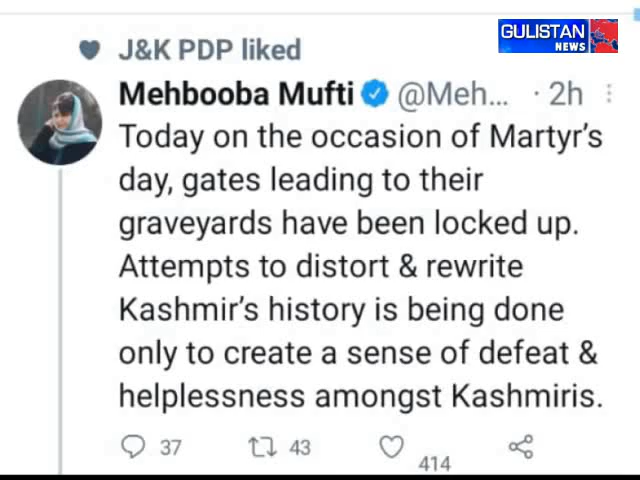 GULISTAN
NEWS
J&K PDP liked
Mehbooba Mufti @Meh... · 2h
Today on the occasion of Martyr's
day, gates leading to their
graveyards have been locked up.
Attempts to distort & rewrite
Kashmir's history is being done
only to create a sense of defeat &
helplessness amongst Kashmiris.
37 43 414